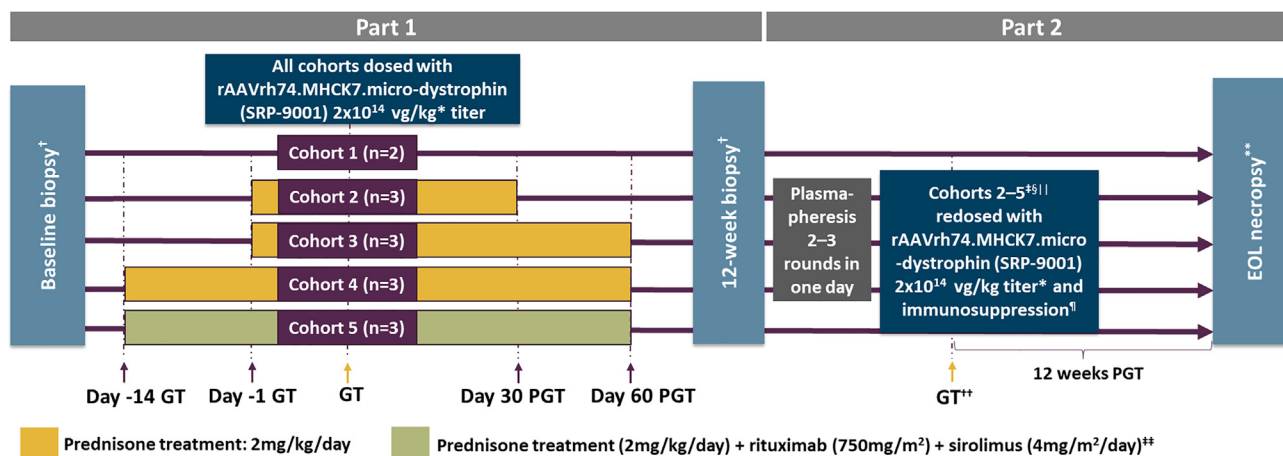 Part 1
Part 2
All cohorts dosed with
rAAVrh74.MHCK7.micro-dystrophin
(SRP-9001) 2x10¹⁴ vg/kg* titer
Baseline biopsy†
Cohort 1 (n=2)
Cohort 2 (n=3)
Cohort 3 (n=3)
Cohort 4 (n=3)
Cohort 5 (n=3)
12-week biopsy†
Plasma-
pheresis
2–3
rounds in
one day
Cohorts 2–5‡§||
redosed with
rAAVrh74.MHCK7.micro
-dystrophin (SRP-9001)
2x10¹⁴ vg/kg titer* and
immunosuppression¶
EOL necropsy**
Day -14 GT
Day -1 GT
GT
Day 30 PGT
Day 60 PGT
GT††
12 weeks PGT
Prednisone treatment: 2mg/kg/day
Prednisone treatment (2mg/kg/day) + rituximab (750mg/m²) + sirolimus (4mg/m²/day)‡‡